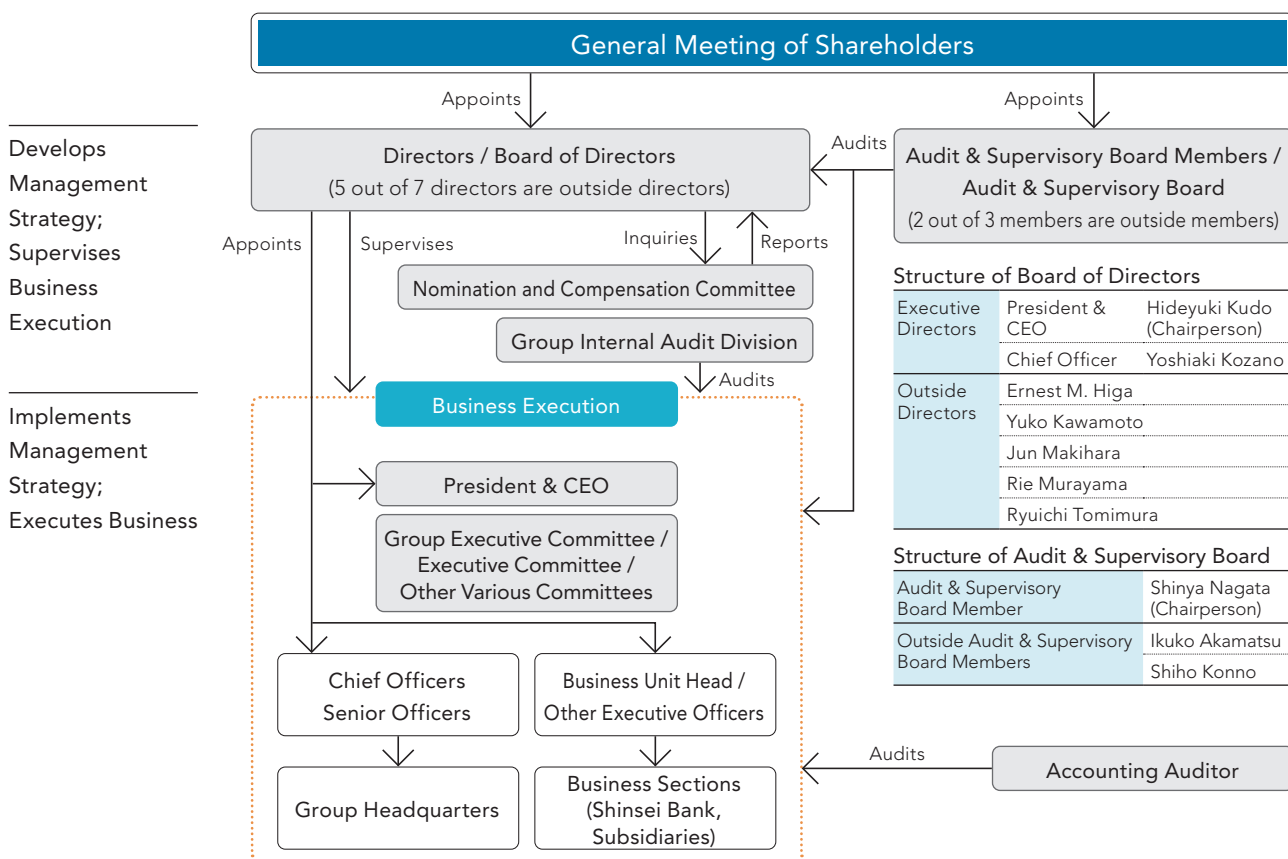 General Meeting of Shareholders
Appoints
Appoints
Develops
Management
Strategy;
Supervises
Business
Execution
Directors / Board of Directors
(5 out of 7 directors are outside directors)
Audits
Audit & Supervisory Board Members /
Audit & Supervisory Board
(2 out of 3 members are outside members)
Appoints
Supervises
Inquiries
Reports
Nomination and Compensation Committee
Group Internal Audit Division
Audits
Structure of Board of Directors
Executive
Directors
President &
CEO
Hideyuki Kudo
(Chairperson)
Chief Officer
Yoshiaki Kozano
Outside
Directors
Ernest M. Higa
Yuko Kawamoto
Jun Makihara
Rie Murayama
Ryuichi Tomimura
Implements
Management
Strategy;
Executes Business
Business Execution
President & CEO
Group Executive Committee /
Executive Committee /
Other Various Committees
Structure of Audit & Supervisory Board
Audit & Supervisory
Board Member
Shinya Nagata
(Chairperson)
Outside Audit & Supervisory
Board Members
Ikuko Akamatsu
Shiho Konno
Chief Officers
Senior Officers
Business Unit Head /
Other Executive Officers
Group Headquarters
Business Sections
(Shinsei Bank,
Subsidiaries)
Audits
Accounting Auditor